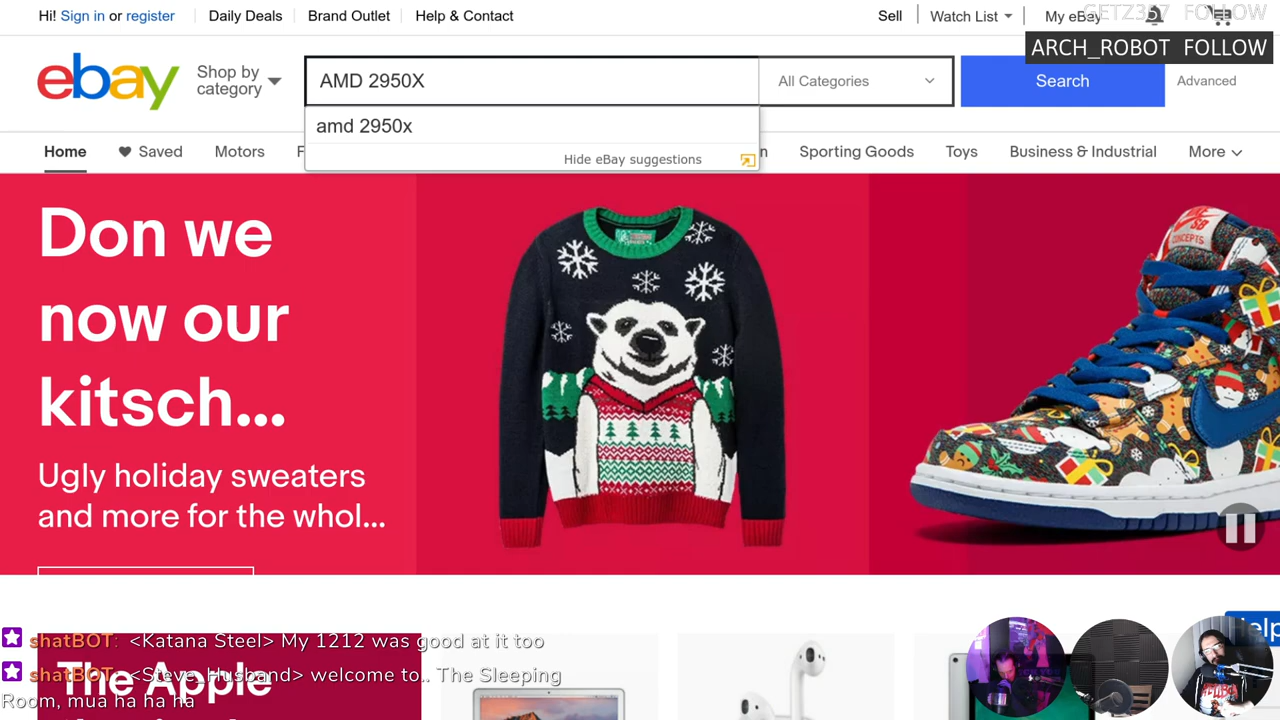 Hi! Sign in or register
Daily Deals
Brand Outlet
Help & Contact
Sell
Watch List
My eBay
GETZ357 FOLLOW
ARCH_ROBOT FOLLOW
ebay
Shop by
category
AMD 2950X
All Categories
Search
Advanced
amd 2950x
Hide eBay suggestions
Home
Saved
Motors
Sporting Goods
Toys
Business & Industrial
More
Don we
now our
kitsch...
Ugly holiday sweaters
and more for the whol...
CONCEPTS
shatBOT: <Katana Steel> My 1212 was good at it too
shatBOT: <Steve_Husband> welcome to.. The Sleeping
Room, mua ha ha ha
The Apple